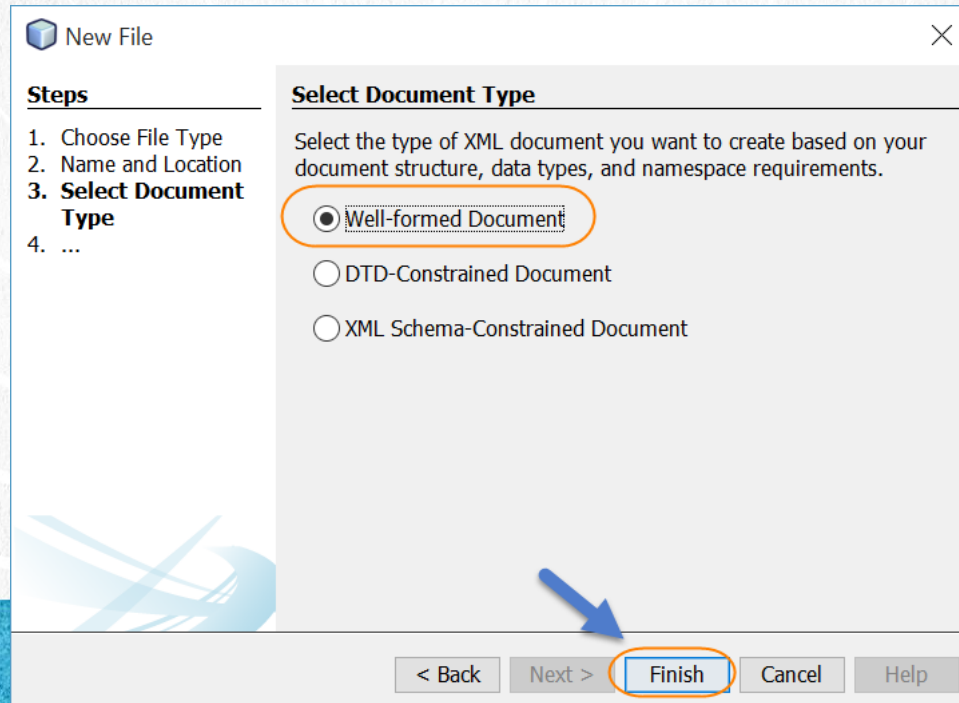 New File
Steps
1. Choose File Type
2. Name and Location
3. Select Document
Type
4. ...
Select Document Type
Select the type of XML document you want to create based on your
document structure, data types, and namespace requirements.
Well-formed Document
DTD-Constrained Document
XML Schema-Constrained Document
< Back Next > Finish Cancel Help